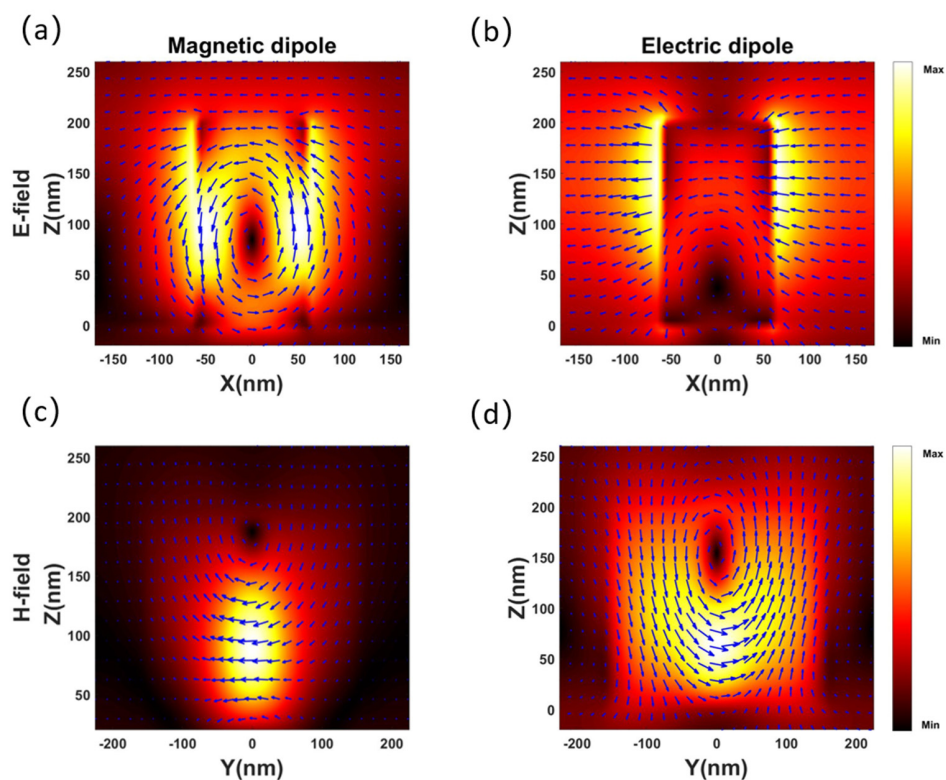 (a)
Magnetic dipole
(b)
Electric dipole
E-field
Z(nm)
250
200
150
100
50
0
-150 -100 -50 0 50 100 150
X(nm)
Z(nm)
250
200
150
100
50
0
-150 -100 -50 0 50 100 150
X(nm)
Max
Min
(c)
(d)
H-field
Z(nm)
250
200
150
100
50
-200 -100 0 100 200
Y(nm)
Z(nm)
250
200
150
100
50
0
-200 -100 0 100 200
Y(nm)
Max
Min